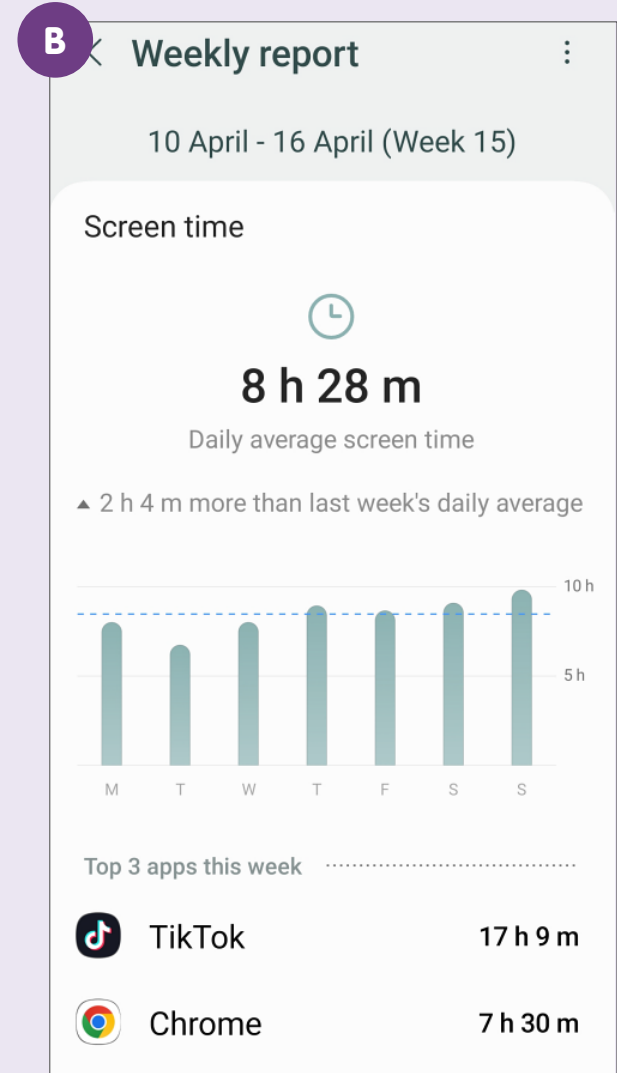 B
Weekly report
10 April - 16 April (Week 15)
Screen time
8 h 28 m
Daily average screen time
▲ 2 h 4 m more than last week's daily average
10 h
5 h
M T W T F S S
Top 3 apps this week
TikTok 17 h 9 m
Chrome 7 h 30 m